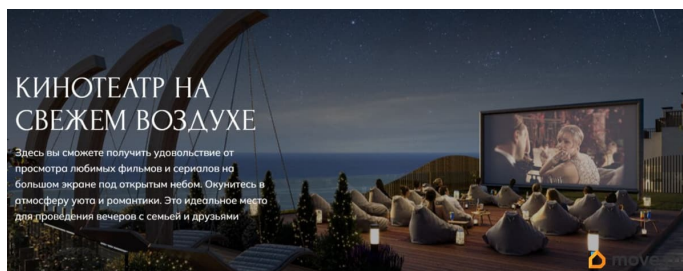 КИНОТЕАТР НА
СВЕЖЕМ ВОЗДУХЕ
Здесь вы сможете получить удовольствие от
просмотра любимых фильмов и сериалов на
большом экране под открытым небом. Окунитесь в
атмосферу уюта и романтики. Это идеальное место
для проведения вечеров с семьей и друзьями
move